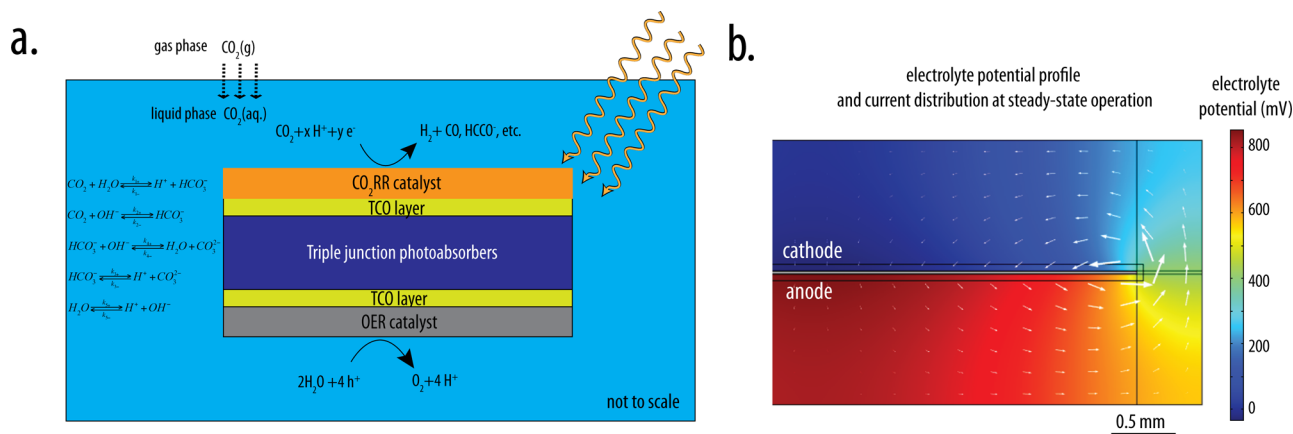 a.
gas phase CO₂(g)
liquid phase CO₂(aq.)
CO₂+x H⁺+y e⁻ H₂+ CO, HCCO⁻, etc.
CO₂ + H₂O ⇌ H⁺ + HCO₃⁻
CO₂ + OH⁻ ⇌ HCO₃⁻
HCO₃⁻ + OH⁻ ⇌ H₂O + CO₃²⁻
HCO₃⁻ ⇌ H⁺ + CO₃²⁻
H₂O ⇌ H⁺ + OH⁻
CO₂RR catalyst
TCO layer
Triple junction photoabsorbers
TCO layer
OER catalyst
2H₂O +4 h⁺ O₂+4 H⁺
not to scale
b.
electrolyte potential profile
and current distribution at steady-state operation
electrolyte
potential (mV)
cathode
anode
800
600
400
200
0
0.5 mm